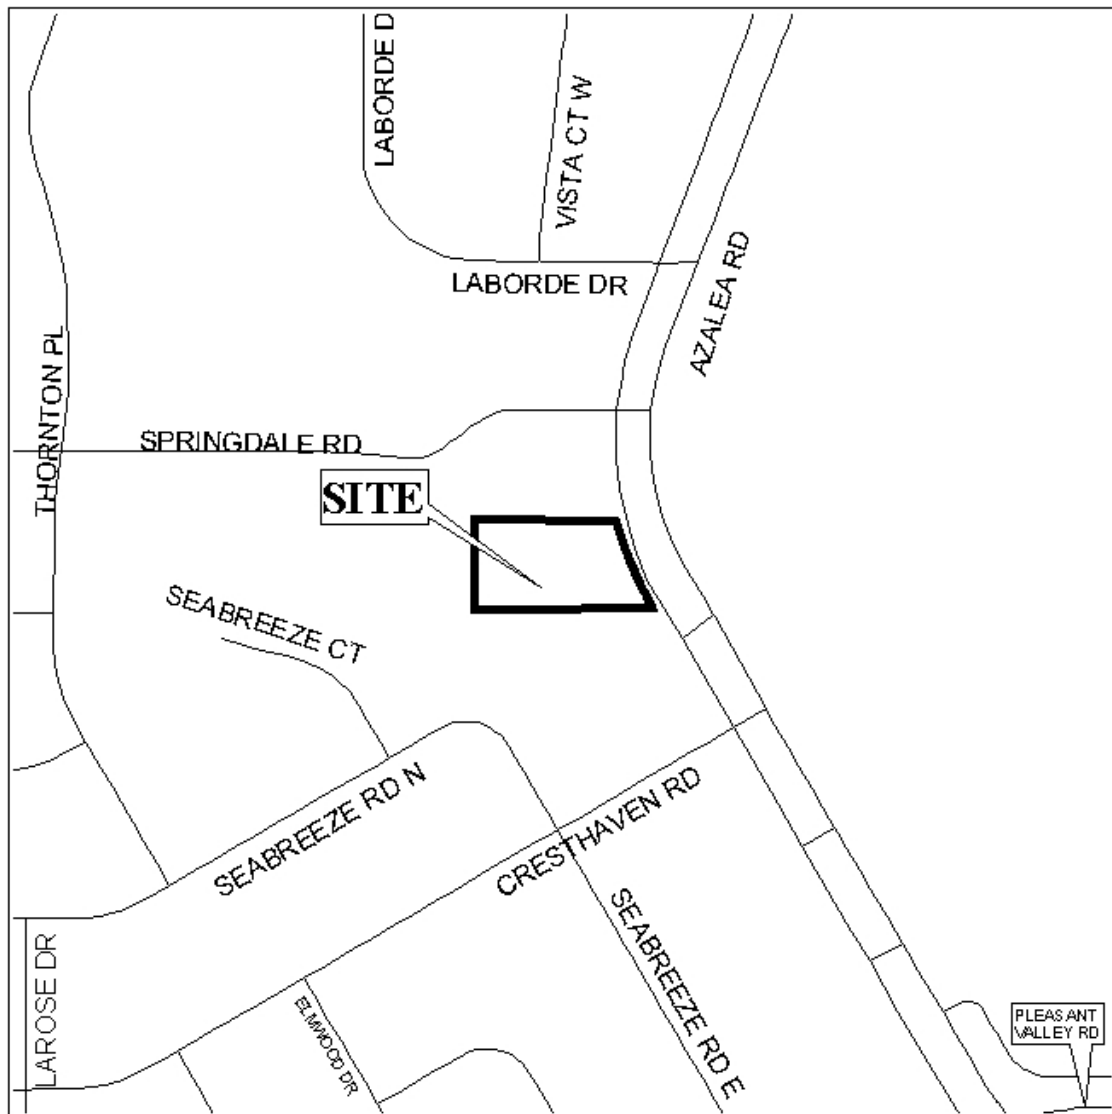 LABORDE D
VISTA CT W
LABORDE DR
AZALEA RD
THORNTON PL
SPRINGDALE RD
SITE
SEABREEZE CT
SEABREEZE RD N
CRESTHAVEN RD
SEABREEZE RD E
LAROSE DR
ELMWOOD DR
PLEASANT
VALLEY RD